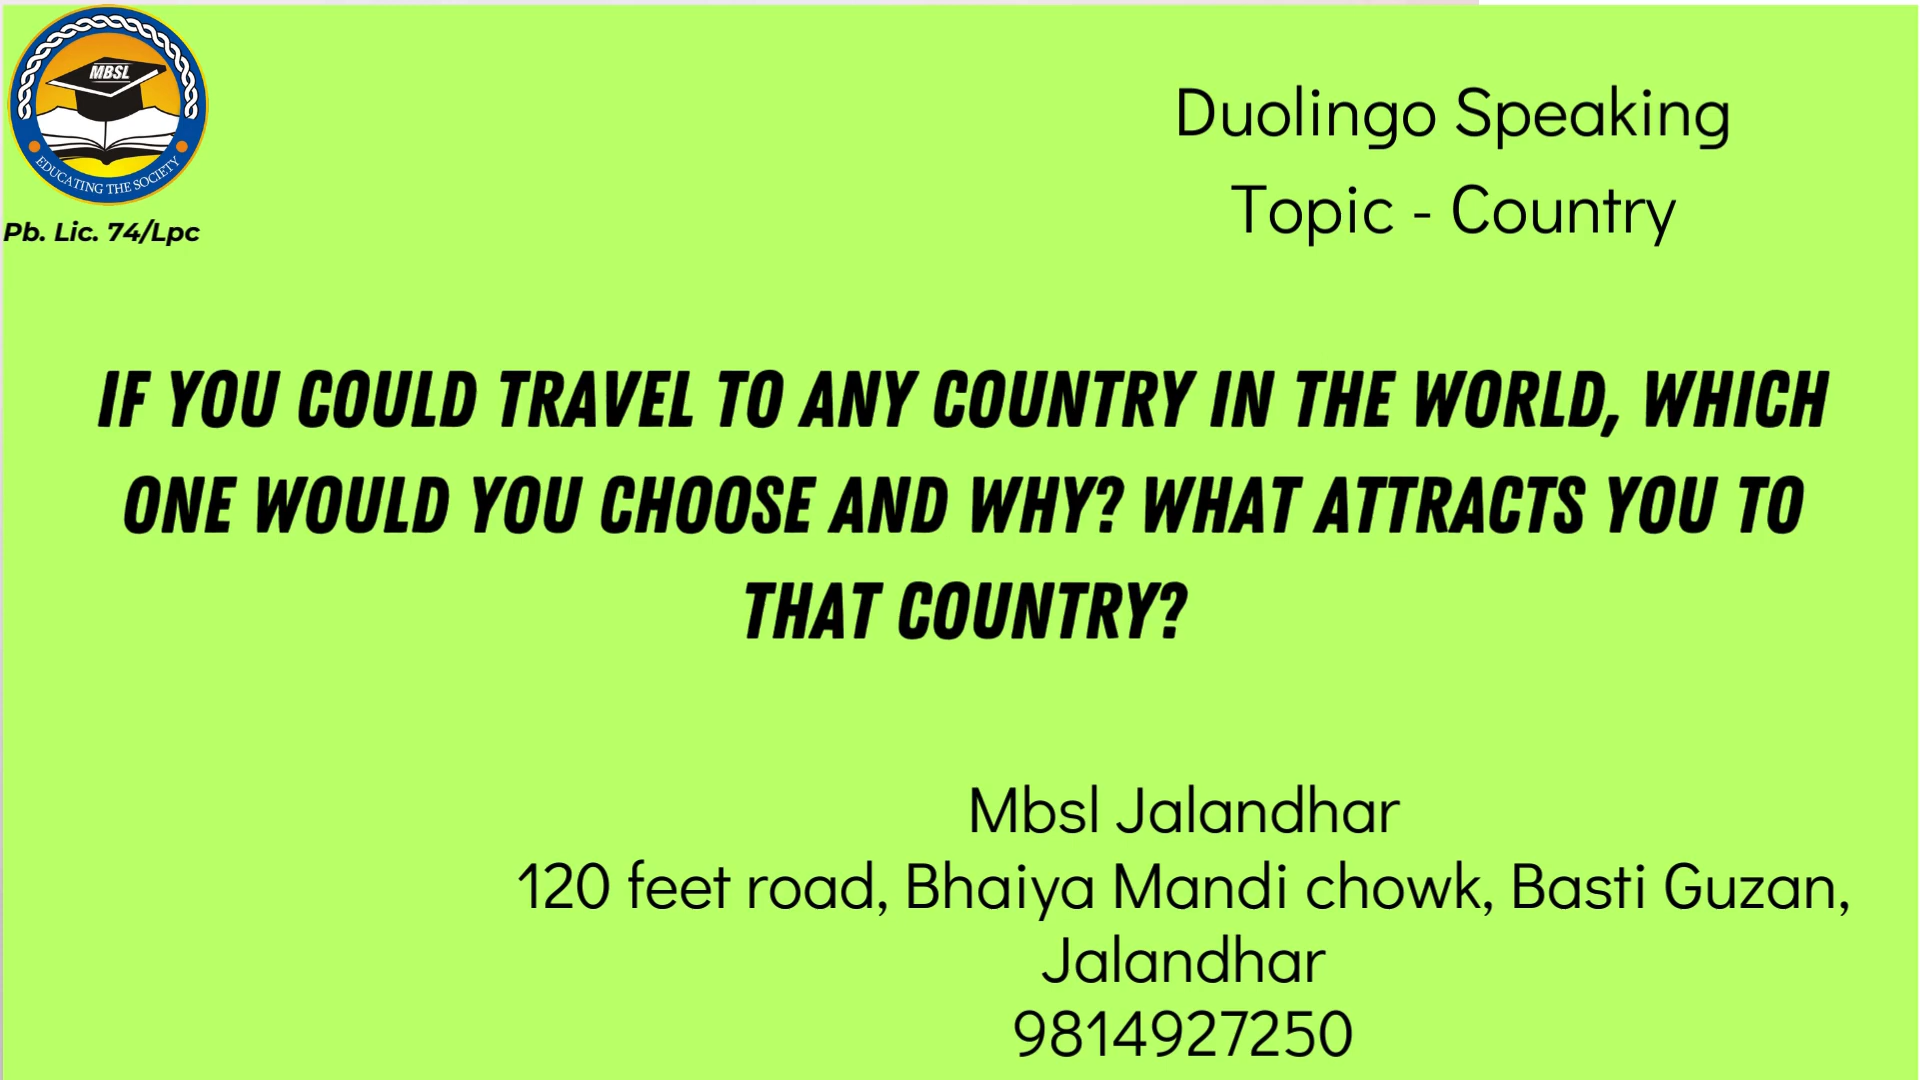 MBSL
EDUCATING THE SOCIETY
Pb. Lic. 74/Lpc
Duolingo Speaking
Topic - Country
IF YOU COULD TRAVEL TO ANY COUNTRY IN THE WORLD, WHICH
ONE WOULD YOU CHOOSE AND WHY? WHAT ATTRACTS YOU TO
THAT COUNTRY?
Mbsl Jalandhar
120 feet road, Bhaiya Mandi chowk, Basti Guzan,
Jalandhar
9814927250